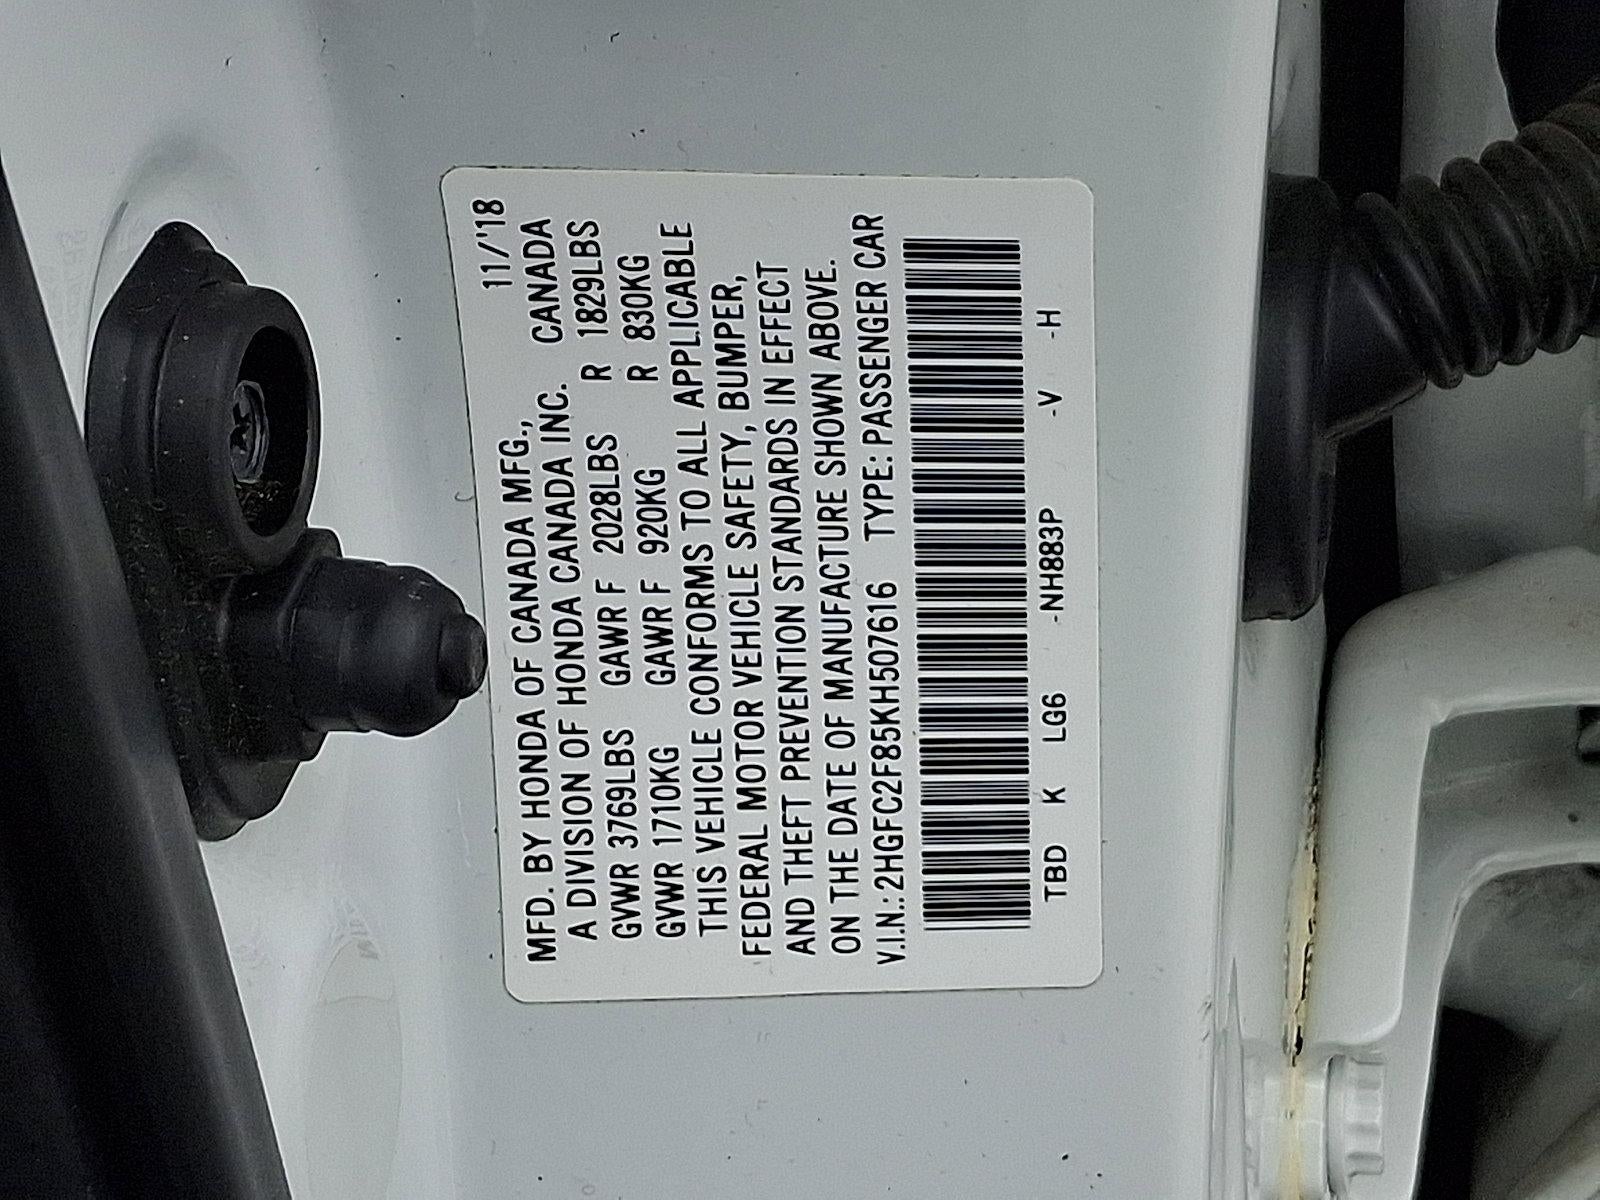 11/'18
MFD. BY HONDA OF CANADA MFG.,
A DIVISION OF HONDA CANADA INC. CANADA
GVWR 3769LBS GAWR F 2028LBS R 1829LBS
GVWR 1710KG GAWR F 920KG R 830KG
THIS VEHICLE CONFORMS TO ALL APPLICABLE
FEDERAL MOTOR VEHICLE SAFETY, BUMPER,
AND THEFT PREVENTION STANDARDS IN EFFECT
ON THE DATE OF MANUFACTURE SHOWN ABOVE.
V.I.N.: 2HGFC2F85KH507616 TYPE: PASSENGER CAR
TBD K LG6 -NH883P -V -H